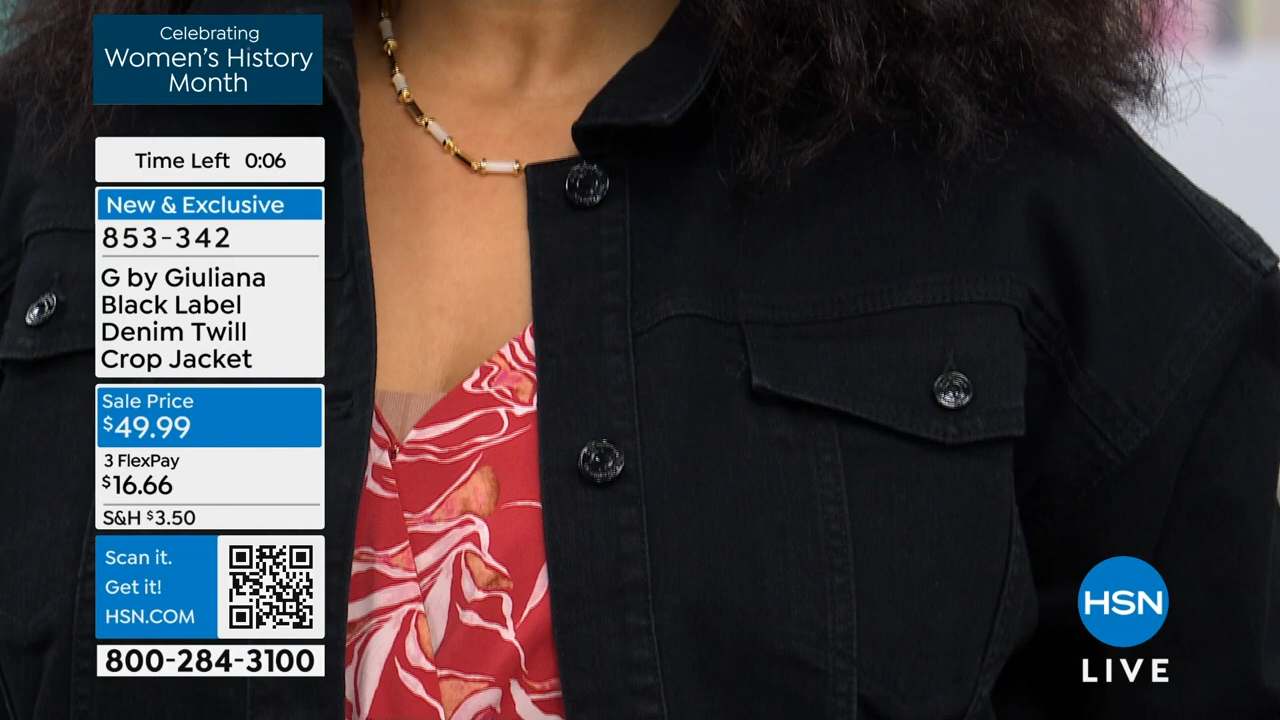 Celebrating
Women's History
Month
Time Left 0:06
New & Exclusive
853-342
G by Giuliana
Black Label
Denim Twill
Crop Jacket
Sale Price
$49.99
3 FlexPay
$16.66
S&H $3.50
Scan it.
Get it!
HSN.COM
800-284-3100
HSN
LIVE